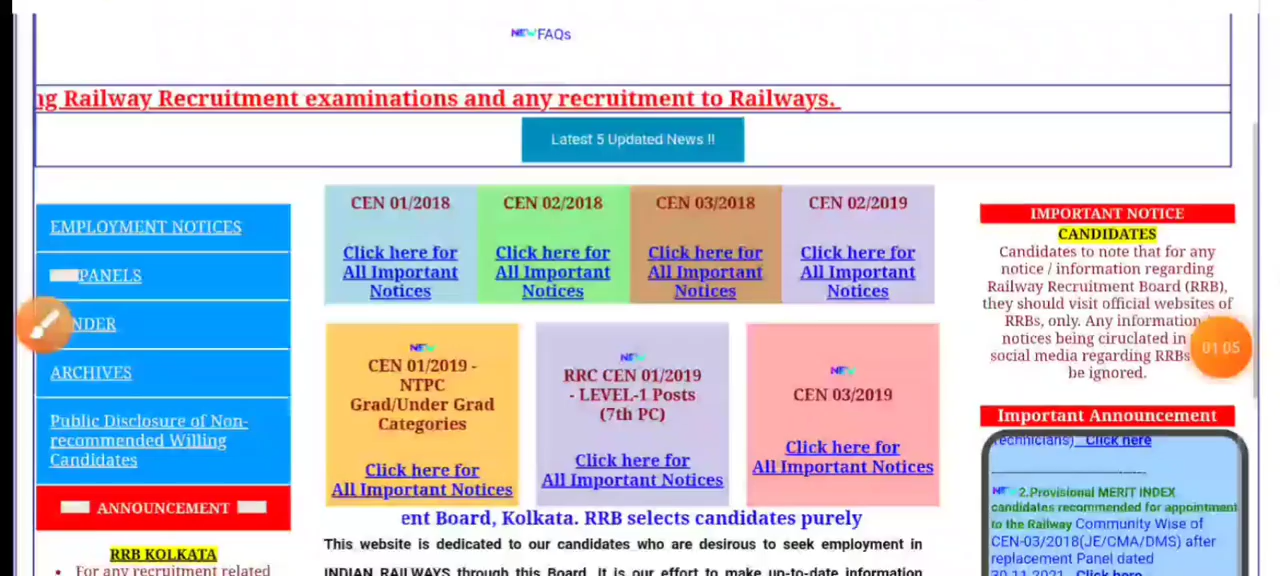 NEW FAQs
ng Railway Recruitment examinations and any recruitment to Railways.
Latest 5 Updated News !!
EMPLOYMENT NOTICES
PANELS
NDER
ARCHIVES
Public Disclosure of Non-
recommended Willing
Candidates
ANNOUNCEMENT
RRB KOLKATA
• For any recruitment related
CEN 01/2018
Click here for
All Important
Notices
CEN 02/2018
Click here for
All Important
Notices
CEN 03/2018
Click here for
All Important
Notices
CEN 02/2019
Click here for
All Important
Notices
CEN 01/2019 -
NTPC
Grad/Under Grad
Categories
Click here for
All Important Notices
NEW
RRC CEN 01/2019
- LEVEL-1 Posts
(7th PC)
Click here for
All Important Notices
NEW
CEN 03/2019
Click here for
All Important Notices
ent Board, Kolkata. RRB selects candidates purely
This website is dedicated to our candidates who are desirous to seek employment in
INDIAN RAILWAYS through this Board. It is our effort to make up-to-date information
IMPORTANT NOTICE
CANDIDATES
Candidates to note that for any
notice / information regarding
Railway Recruitment Board (RRB),
they should visit official websites of
RRBs, only. Any information
notices being ciruclated in
social media regarding RRBs
be ignored.
01:05
Important Announcement
Technicians) Click here
NEW 2.Provisional MERIT INDEX
candidates recommended for appointment
to the Railway Community Wise of
CEN-03/2018(JE/CMA/DMS) after
replacement Panel dated
30.11.2021 Click here